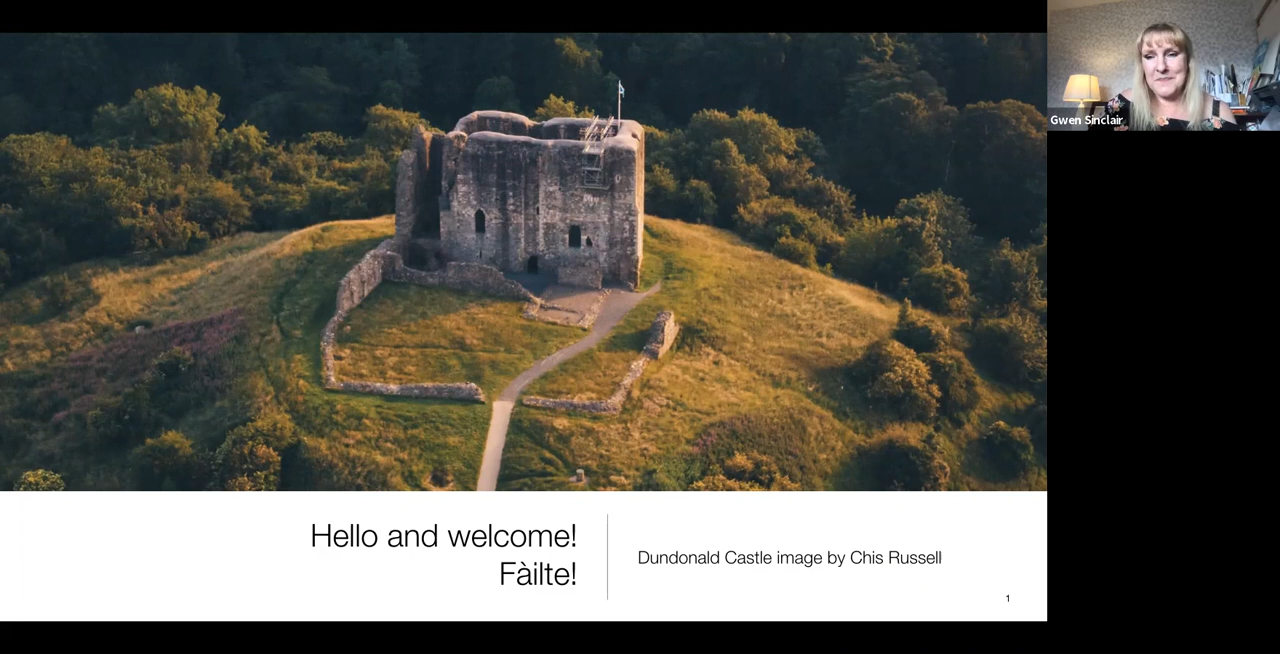 Gwen Sinclair
Hello and welcome!
Fàilte!
Dundonald Castle image by Chis Russell
1